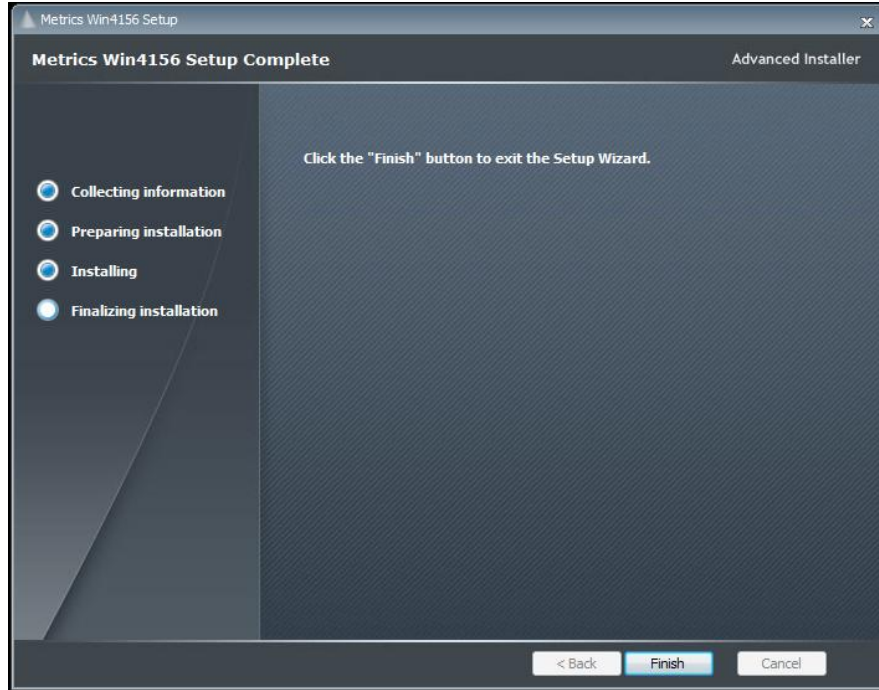 Metrics Win4156 Setup
Metrics Win4156 Setup Complete
Advanced Installer
Click the "Finish" button to exit the Setup Wizard.
Collecting information
Preparing installation
Installing
Finalizing installation
< Back
Finish
Cancel